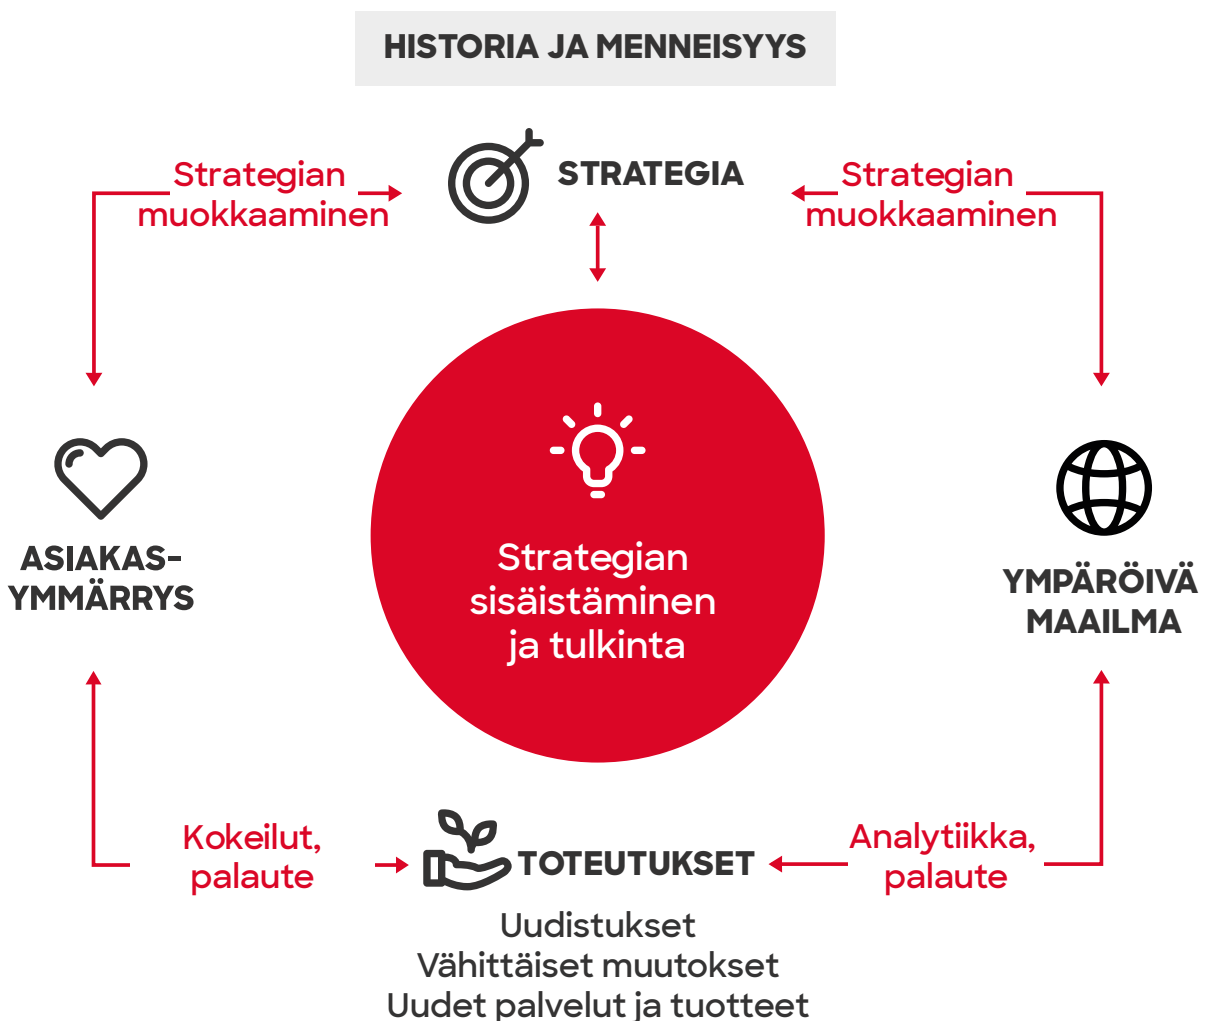 HISTORIA JA MENNEISYYS
Strategian
muokkaaminen
STRATEGIA
Strategian
muokkaaminen
ASIAKAS-
YMMÄRRYS
Strategian
sisäistäminen
ja tulkinta
YMPÄRÖIVÄ
MAAILMA
Kokeilut,
palaute
TOTEUTUKSET
Analytiikka,
palaute
Uudistukset
Vähittäiset muutokset
Uudet palvelut ja tuotteet